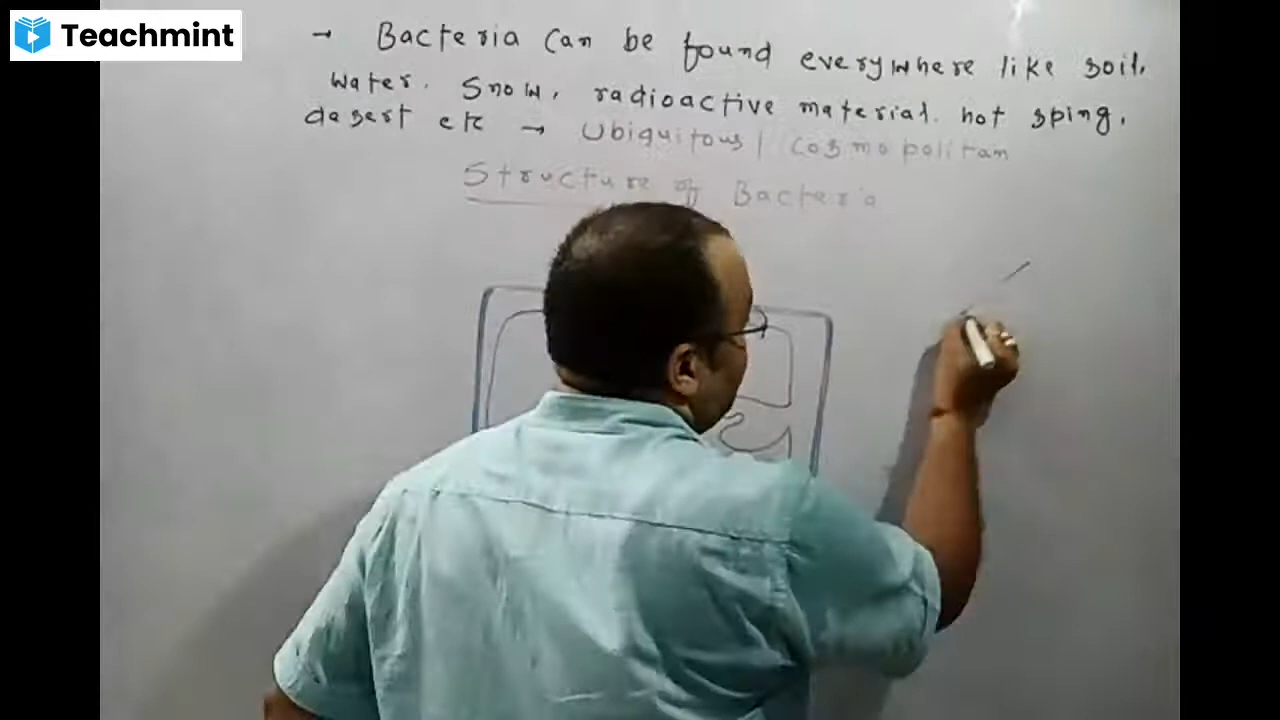 Teachmint
→ Bacteria can be found everywhere like soil,
water, snow, radioactive material, hot sping,
desert etc → Ubiquitous / Cosmopolitan
Structure of Bacteria